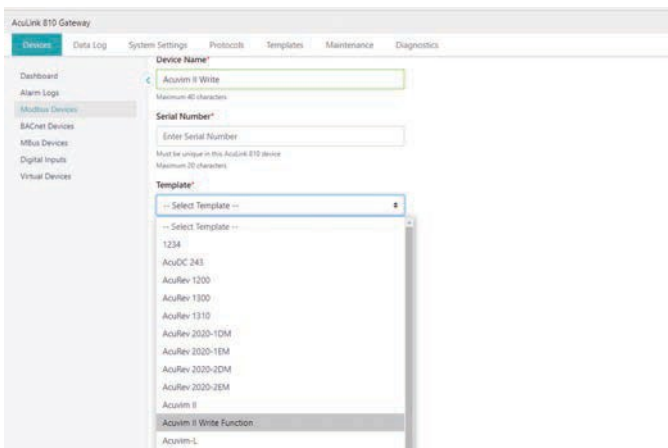 AcuLink 810 Gateway
Devices Data Log System Settings Protocols Templates Maintenance Diagnostics
Dashboard
Alarm Logs
Modbus Devices
BACnet Devices
MBus Devices
Digital Inputs
Virtual Devices
Device Name*
Acuvim II Write
Maximum 40 characters
Serial Number*
Enter Serial Number
Must be unique in this AcuLink 810 device
Maximum 20 characters
Template*
-- Select Template --
-- Select Template --
1234
AcuDC 243
AcuRev 1200
AcuRev 1300
AcuRev 1310
AcuRev 2020-1DM
AcuRev 2020-1EM
AcuRev 2020-2DM
AcuRev 2020-2EM
Acuvim II
Acuvim II Write Function
Acuvim-L